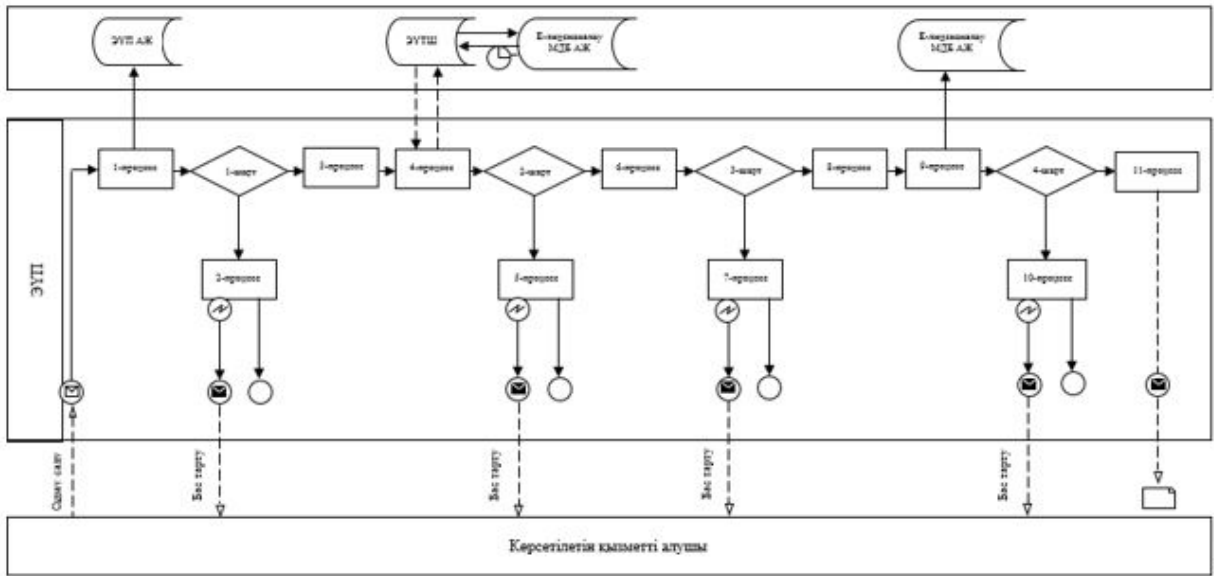 ЭҮП АЖ
ЭҮТШ
Е-лицензиялау
МДБ АЖ
Е-лицензиялау
МДБ АЖ
ЭҮП
1-процесс
1-шарт
3-процесс
4-процесс
2-шарт
6-процесс
3-шарт
8-процесс
9-процесс
4-шарт
11-процесс
2-процесс
5-процесс
7-процесс
10-процесс
Бас тарту
Бас тарту
Бас тарту
Бас тарту
Көрсетілетін қызметті алушы